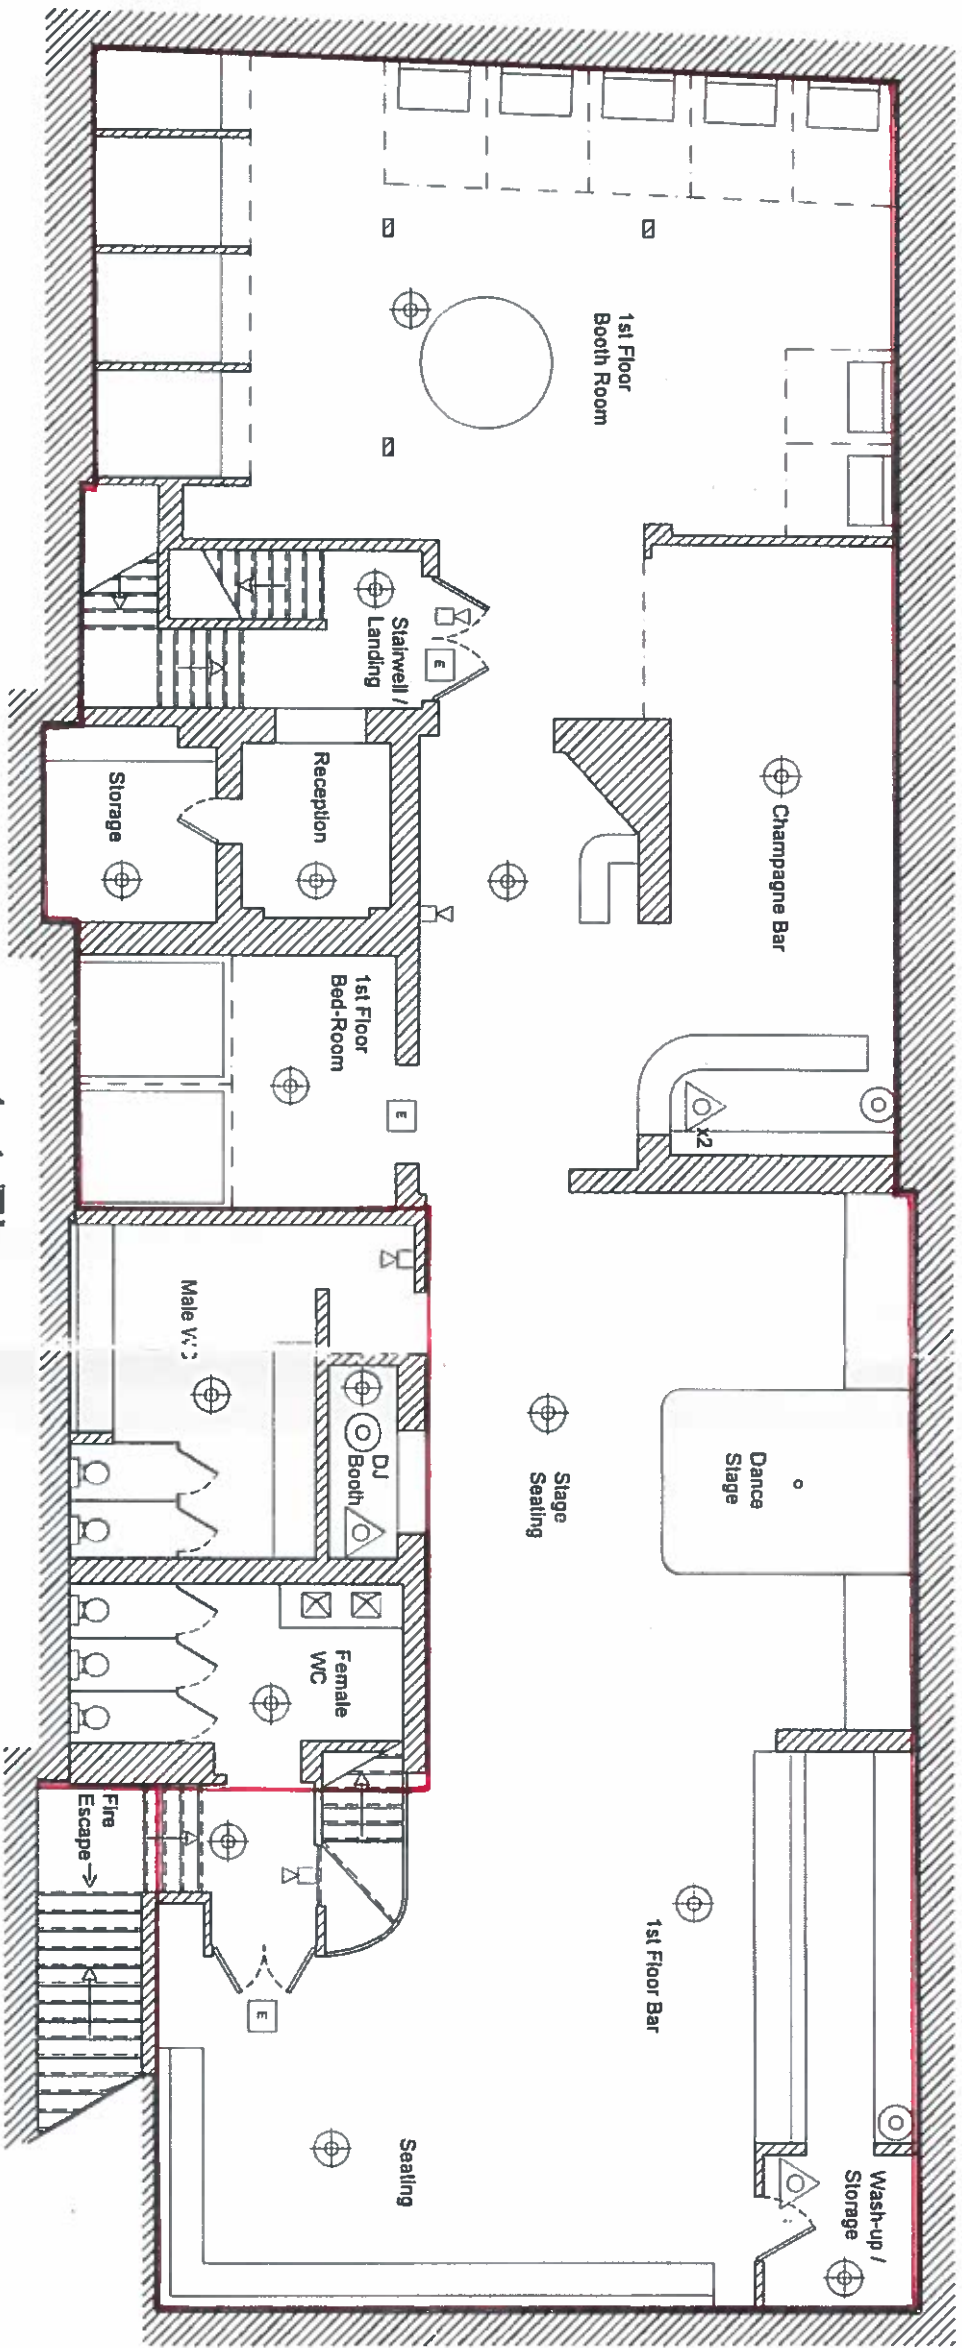 1st Floor
Booth Room
Stairwell /
Landing
E
Reception
Storage
Champagne Bar
1st Floor
Bed-Room
E
x2
Male
DJ
Booth
Stage
Seating
Dance
Stage
Female
WC
Fire
Escape
E
1st Floor Bar
Seating
Wash-up /
Storage